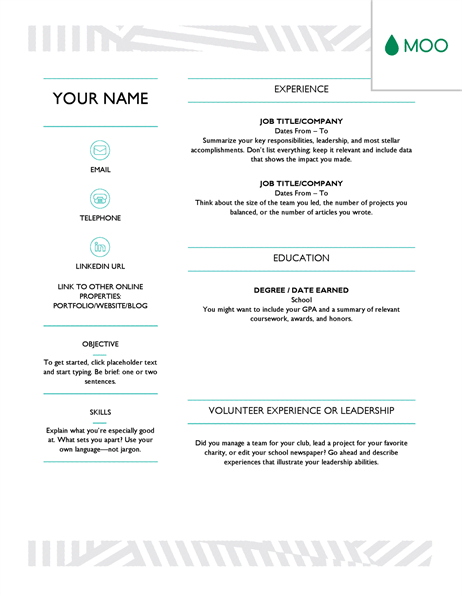 MOO
YOUR NAME
EMAIL
TELEPHONE
in
LINKEDIN URL
LINK TO OTHER ONLINE
PROPERTIES:
PORTFOLIO/WEBSITE/BLOG
OBJECTIVE
To get started, click placeholder text
and start typing. Be brief: one or two
sentences.
SKILLS
Explain what you’re especially good
at. What sets you apart? Use your
own language—not jargon.
EXPERIENCE
JOB TITLE/COMPANY
Dates From – To
Summarize your key responsibilities, leadership, and most stellar
accomplishments. Don’t list everything; keep it relevant and include data
that shows the impact you made.
JOB TITLE/COMPANY
Dates From – To
Think about the size of the team you led, the number of projects you
balanced, or the number of articles you wrote.
EDUCATION
DEGREE / DATE EARNED
School
You might want to include your GPA and a summary of relevant
coursework, awards, and honors.
VOLUNTEER EXPERIENCE OR LEADERSHIP
Did you manage a team for your club, lead a project for your favorite
charity, or edit your school newspaper? Go ahead and describe
experiences that illustrate your leadership abilities.